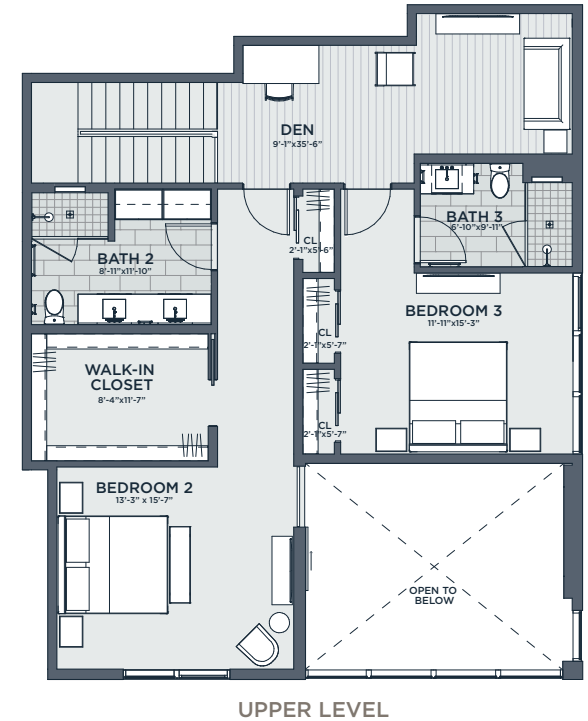 DEN
9'-1"x35'-6"
BATH 3
6'-10"x9'-11"
CL
2'-1"x5'-6"
BATH 2
8'-11"x11'-10"
BEDROOM 3
11'-11"x15'-3"
CL
2'-1"x5'-7"
WALK-IN
CLOSET
8'-4"x11'-7"
CL
2'-1"x5'-7"
BEDROOM 2
13'-3" x 15'-7"
OPEN TO
BELOW
UPPER LEVEL